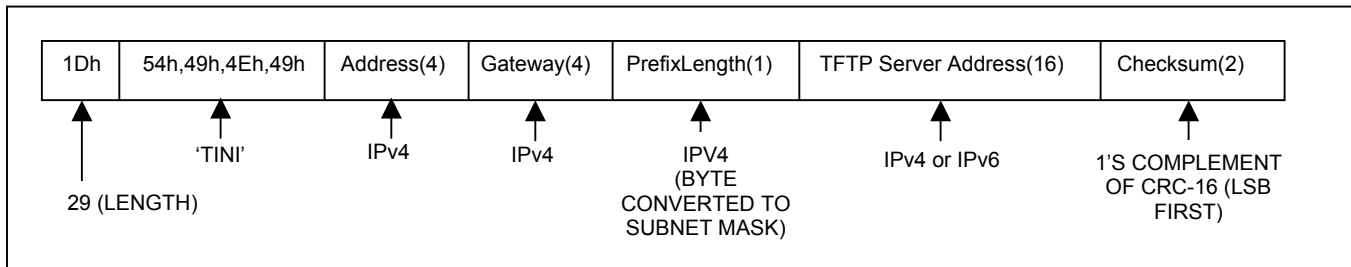 1Dh 54h,49h,4Eh,49h Address(4) Gateway(4) PrefixLength(1) TFTP Server Address(16) Checksum(2)
29 (LENGTH)
‘TINI’
IPv4
IPv4
IPV4
(BYTE
CONVERTED TO
SUBNET MASK)
IPv4 or IPv6
1’S COMPLEMENT
OF CRC-16 (LSB
FIRST)